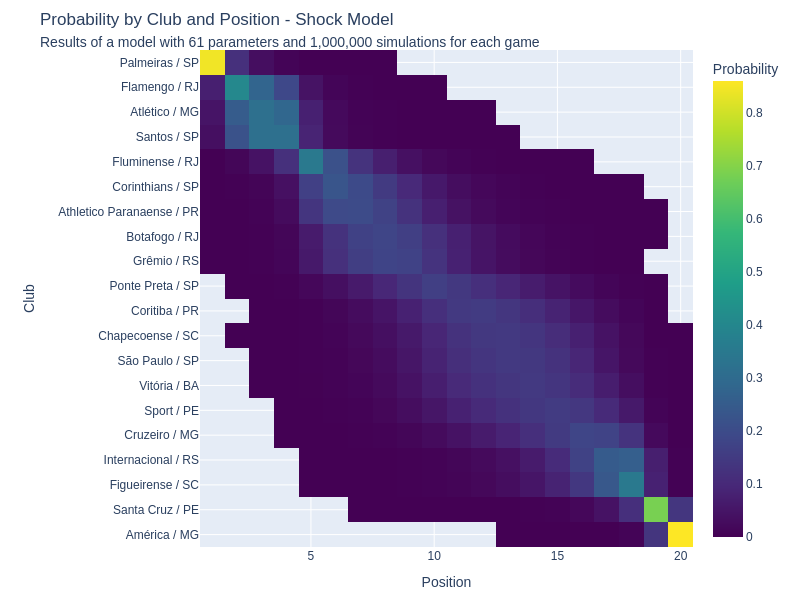 Probability by Club and Position - Shock Model
Results of a model with 61 parameters and 1,000,000 simulations for each game
Probability
Club
Palmeiras / SP
Flamengo / RJ
Atlético / MG
Santos / SP
Fluminense / RJ
Corinthians / SP
Athletico Paranaense / PR
Botafogo / RJ
Grêmio / RS
Ponte Preta / SP
Coritiba / PR
Chapecoense / SC
São Paulo / SP
Vitória / BA
Sport / PE
Cruzeiro / MG
Internacional / RS
Figueirense / SC
Santa Cruz / PE
América / MG
0.8
0.7
0.6
0.5
0.4
0.3
0.2
0.1
0
5
10
15
20
Position